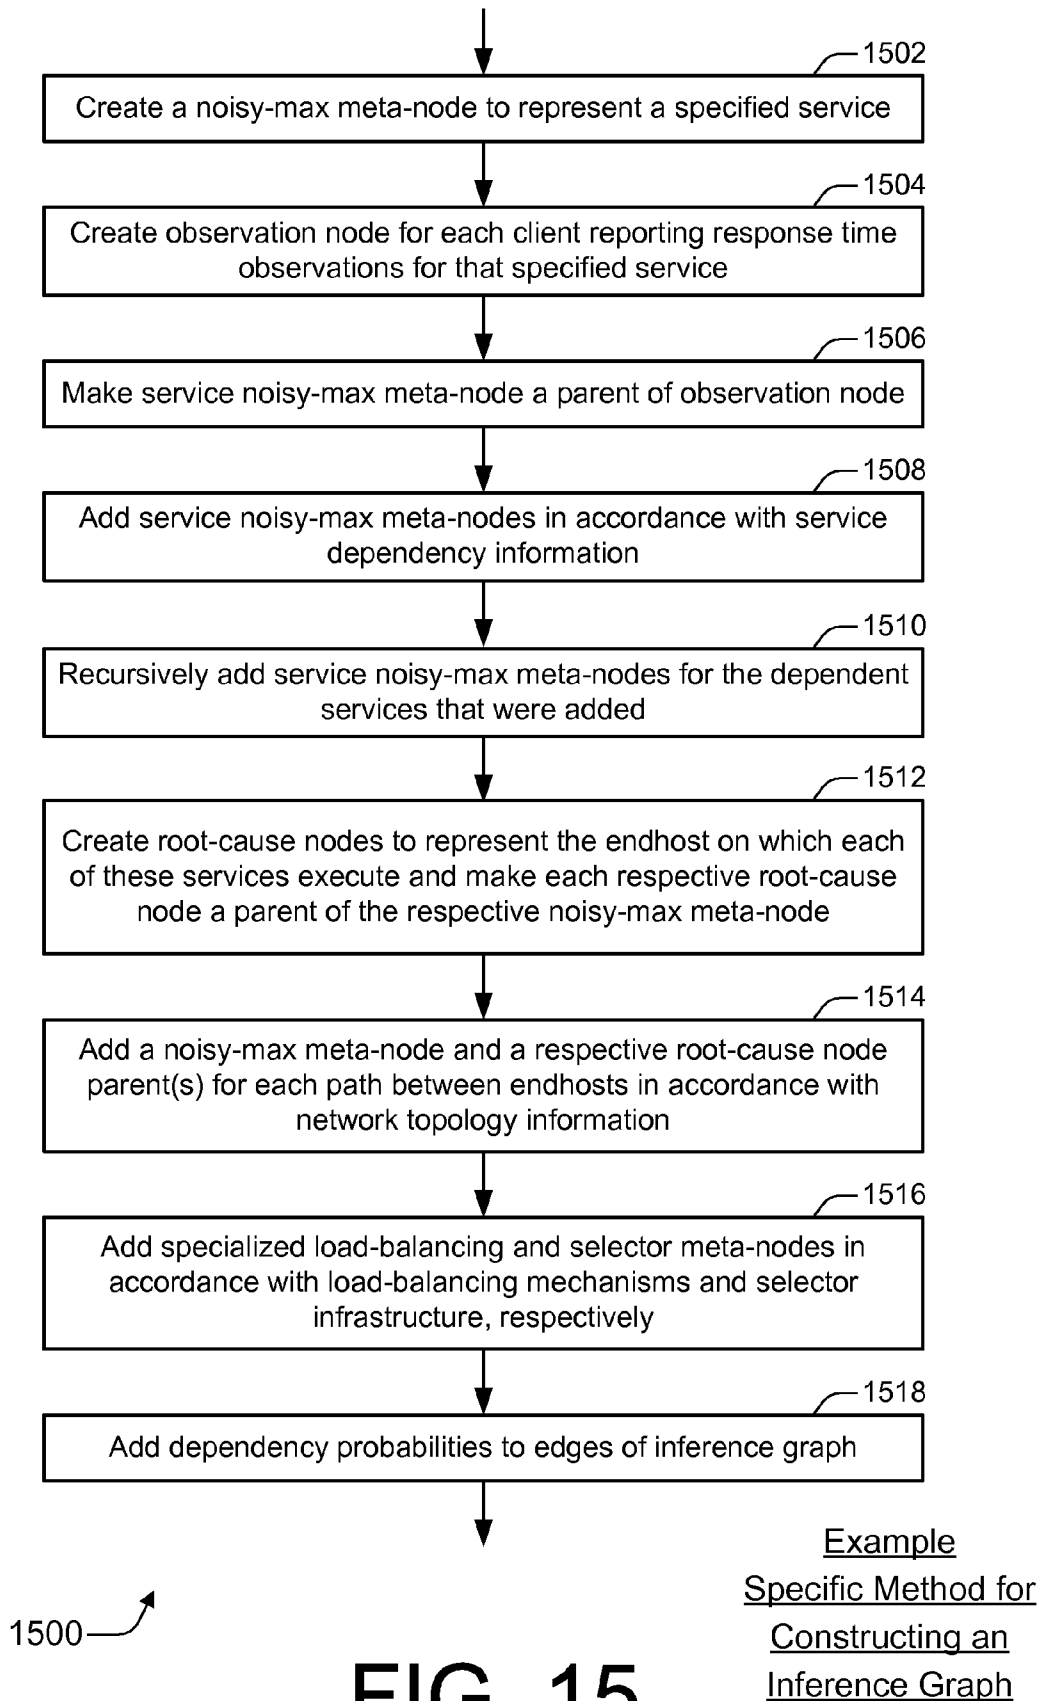 1502
Create a noisy-max meta-node to represent a specified service
1504
Create observation node for each client reporting response time
observations for that specified service
1506
Make service noisy-max meta-node a parent of observation node
1508
Add service noisy-max meta-nodes in accordance with service
dependency information
1510
Recursively add service noisy-max meta-nodes for the dependent
services that were added
1512
Create root-cause nodes to represent the endhost on which each
of these services execute and make each respective root-cause
node a parent of the respective noisy-max meta-node
1514
Add a noisy-max meta-node and a respective root-cause node
parent(s) for each path between endhosts in accordance with
network topology information
1516
Add specialized load-balancing and selector meta-nodes in
accordance with load-balancing mechanisms and selector
infrastructure, respectively
1518
Add dependency probabilities to edges of inference graph
Example
Specific Method for
Constructing an
Inference Graph
1500
FIG. 15